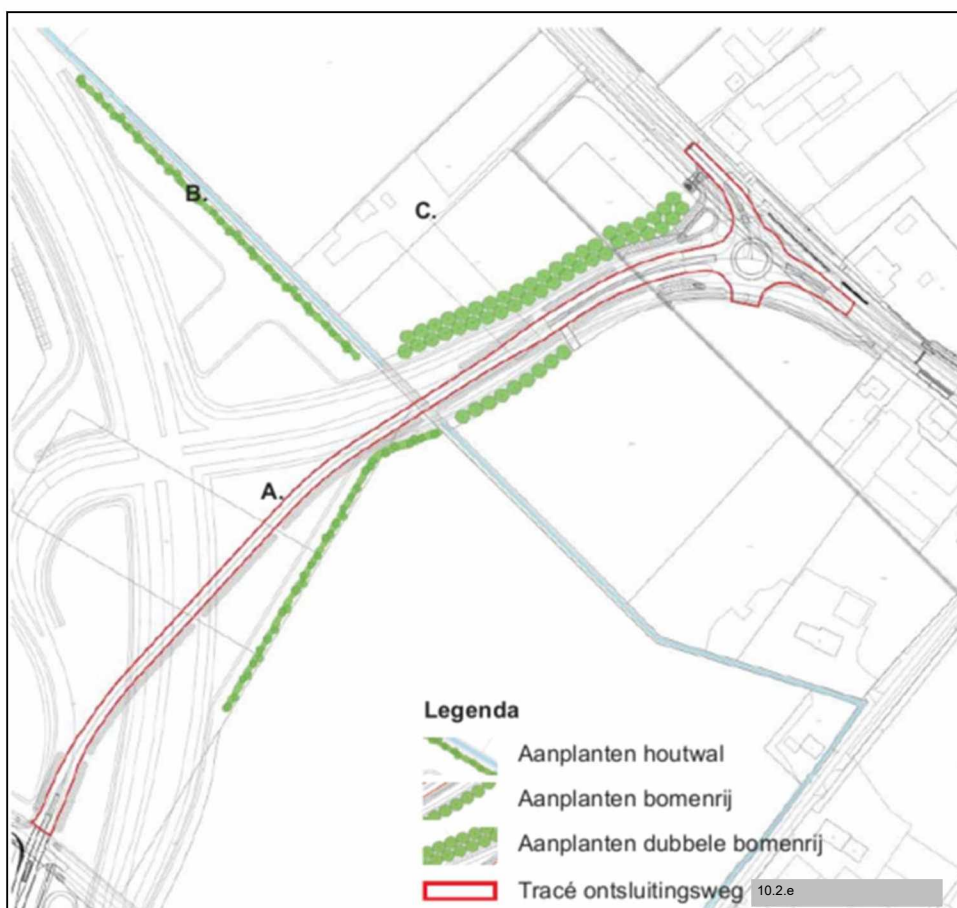 B.
C.
A.
Legenda
Aanplanten houtwal
Aanplanten bomenrij
Aanplanten dubbele bomenrij
Tracé ontsluitingsweg 10.2.e